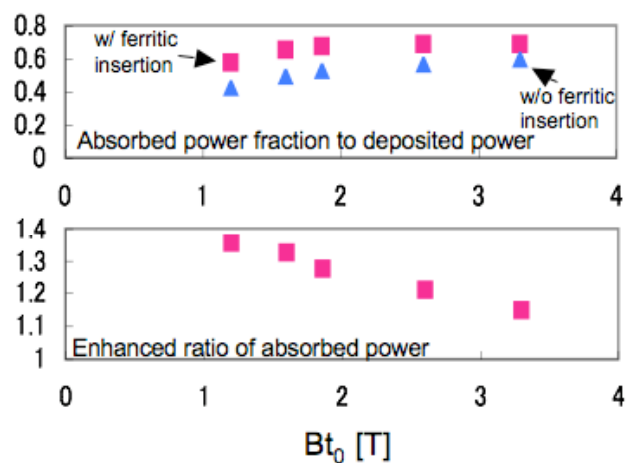 0.8
w/ ferritic
insertion
0.6
0.4
w/o ferritic
insertion
0.2
Absorbed power fraction to deposited power
0
0 1 2 3 4
1.4
1.3
1.2
1.1
Enhanced ratio of absorbed power
1
0 1 2 3 4
Bt₀ [T]